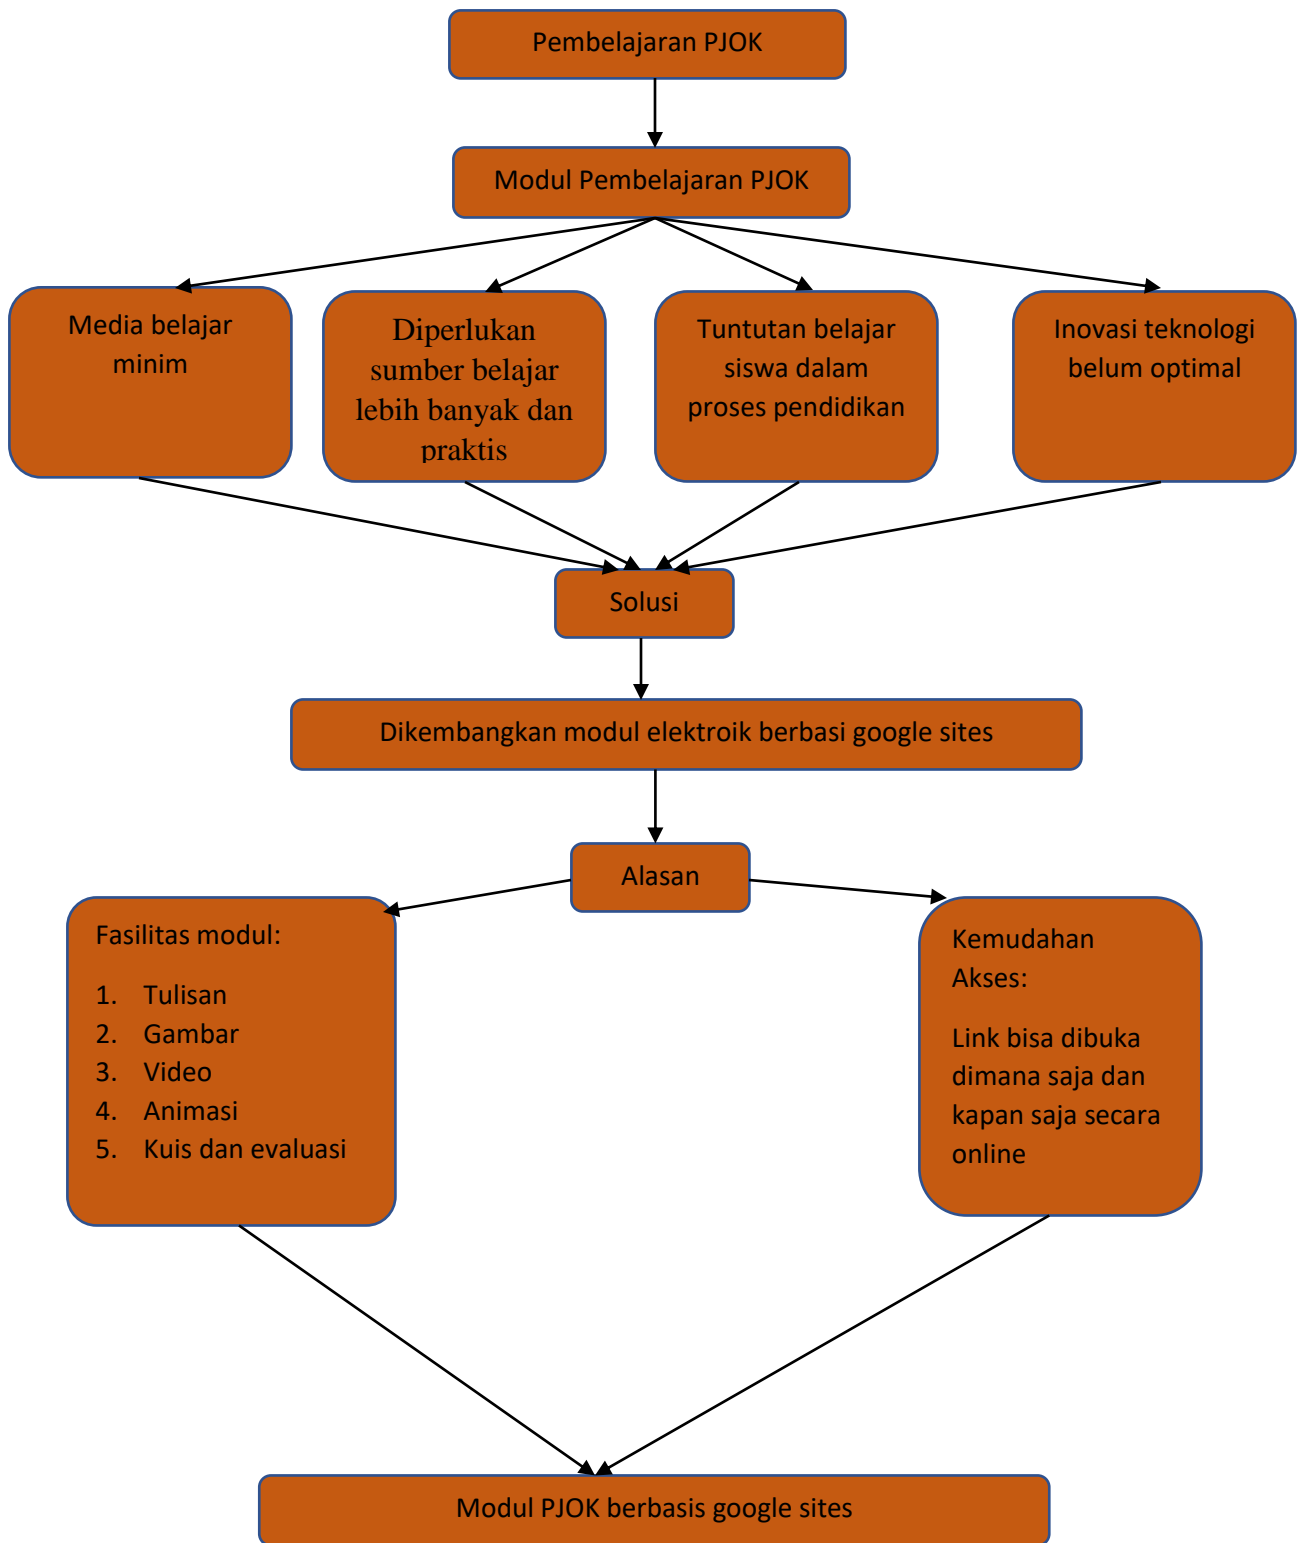 Pembelajaran PJOK
Modul Pembelajaran PJOK
Media belajar
minim
Diperlukan
sumber belajar
lebih banyak dan
praktis
Tuntutan belajar
siswa dalam
proses pendidikan
Inovasi teknologi
belum optimal
Solusi
Dikembangkan modul elektroik berbasi google sites
Alasan
Fasilitas modul:
1. Tulisan
2. Gambar
3. Video
4. Animasi
5. Kuis dan evaluasi
Kemudahan
Akses:
Link bisa dibuka
dimana saja dan
kapan saja secara
online
Modul PJOK berbasis google sites